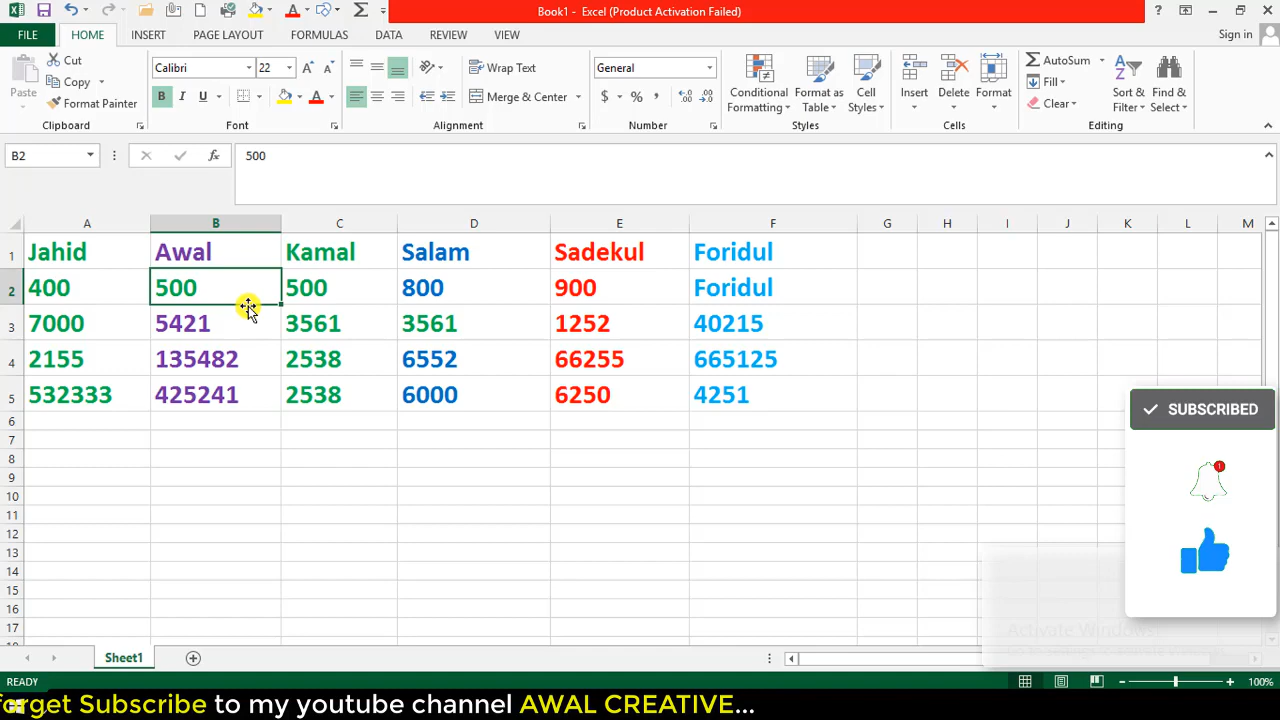 Book1 - Excel (Product Activation Failed)
FILE HOME INSERT PAGE LAYOUT FORMULAS DATA REVIEW VIEW Sign in
Paste Cut Copy Format Painter Clipboard
Calibri 22 A A B I U A Font
Wrap Text Merge & Center Alignment
General $ % , Number
Conditional Formatting Format as Table Cell Styles Styles
Insert Delete Format Cells
AutoSum Fill Clear Sort & Filter Find & Select Editing
B2 fx 500
A B C D E F G H I J K L M
1 Jahid Awal Kamal Salam Sadekul Foridul
2 400 500 500 800 900 Foridul
3 7000 5421 3561 3561 1252 40215
4 2155 135482 2538 6552 66255 665125
5 532333 425241 2538 6000 6250 4251
6
7
8
9
10
11
12
13
14
15
16
17
SUBSCRIBED
1
Activate Windows
Sheet1
READY 100%
forget Subscribe to my youtube channel AWAL CREATIVE...